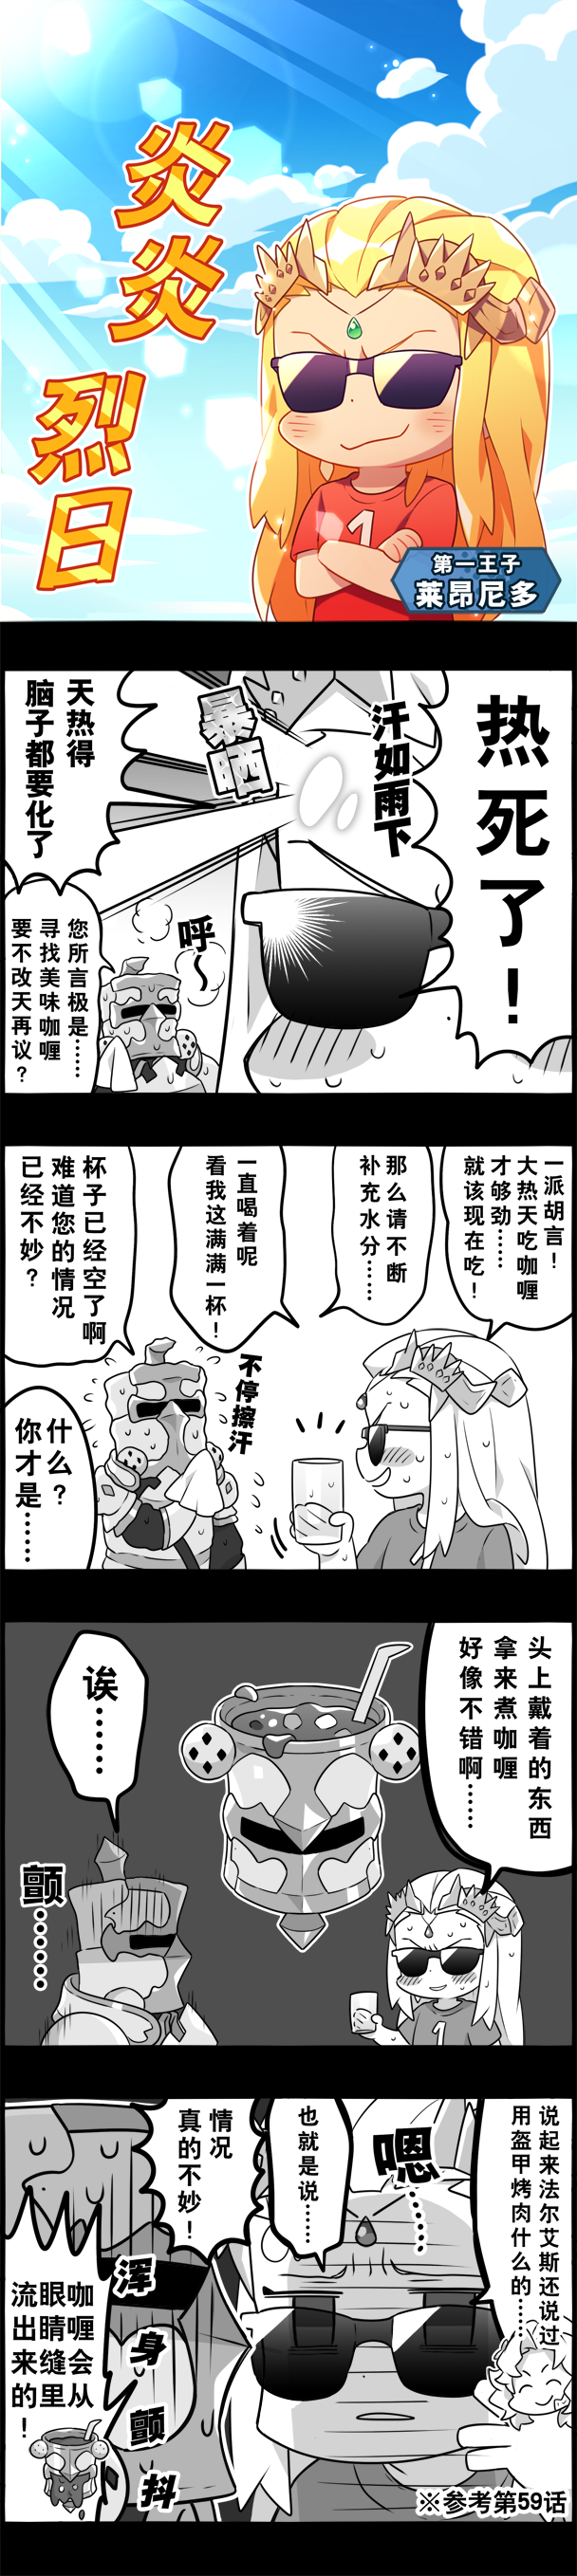 炎炎
烈日
第一王子
莱昂尼多
热死了！
汗如雨下
暴晒
天热得
脑子都要化了
呼～
您所言极是……
寻找美味咖喱
要不改天再议？
一派胡言！
大热天吃咖喱
才够劲……
就该现在吃！
那么请不断
补充水分……
一直喝着呢
看我这满满一杯！
不停擦汗
杯子已经空了啊
难道您的情况
已经不妙？
什么？
你才是……
头上戴着的东西
拿来煮咖喱
好像不错啊……
诶……
颤……
说起来法尔艾斯还说过
用盔甲烤肉什么的……
嗯……
也就是说……
情况
真的不妙！
浑身颤抖
咖喱会从
眼睛缝里
流出来的！
1
1
※参考第59话